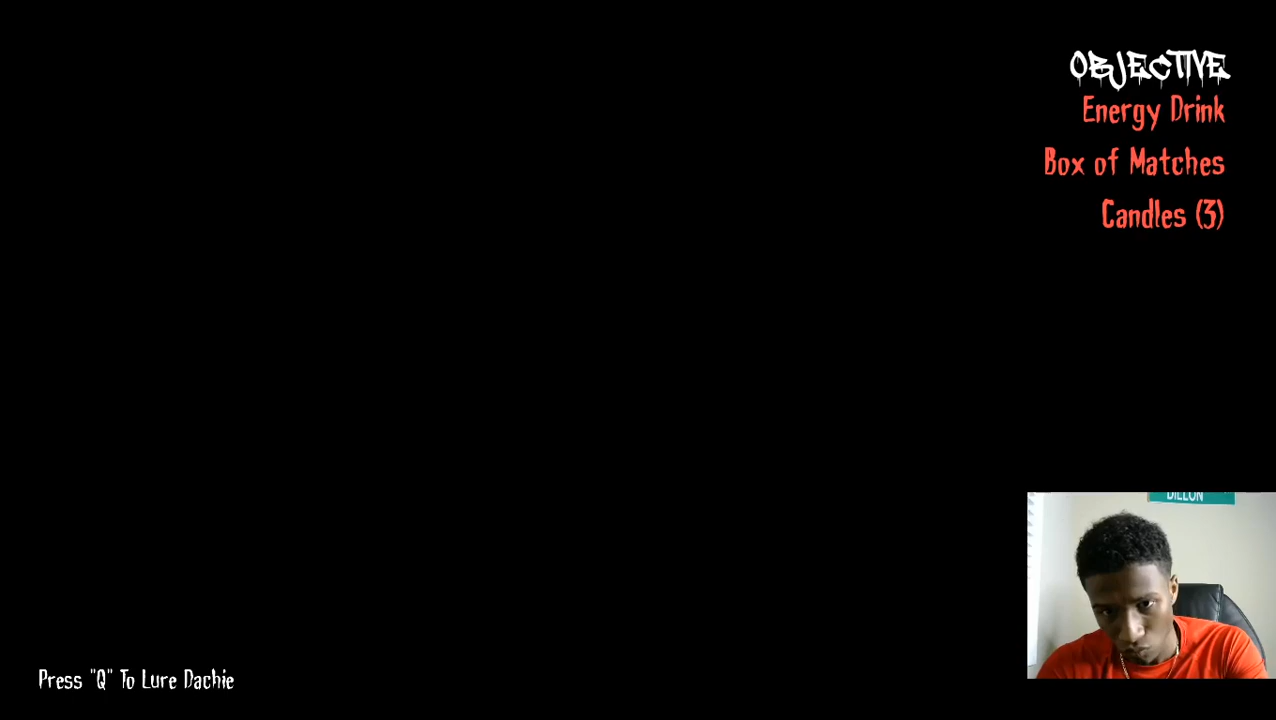 OBJECTIVE
Energy Drink
Box of Matches
Candles (3)
DILLON
Press "Q" To Lure Dachie